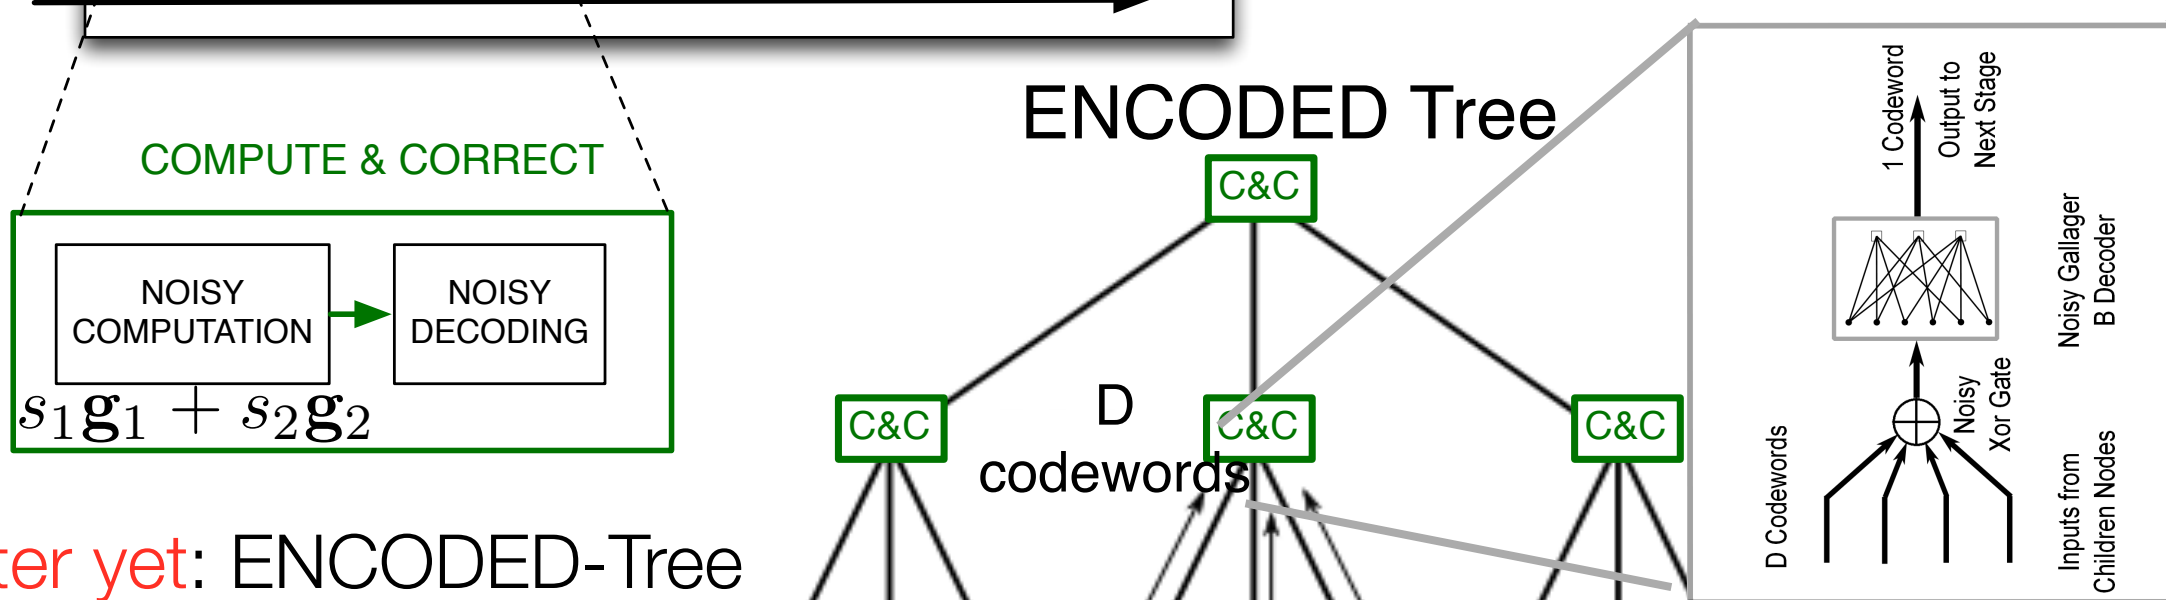 ENCODED Tree
COMPUTE & CORRECT
C&C
NOISY
COMPUTATION
NOISY
DECODING
s₁g₁ + s₂g₂
D
codewords
C&C
C&C
C&C
yet: ENCODED-Tree
1 Codeword
Output to
Next Stage
Noisy Gallager
B Decoder
Noisy
Xor Gate
D Codewords
Inputs from
Children Nodes